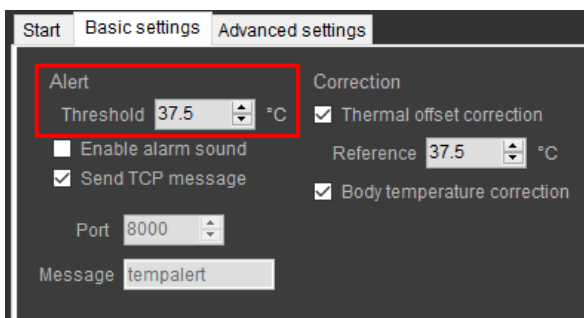 Start Basic settings Advanced settings
Alert
Threshold 37.5 °C
Enable alarm sound
Send TCP message
Port 8000
Message tempalert
Correction
Thermal offset correction
Reference 37.5 °C
Body temperature correction